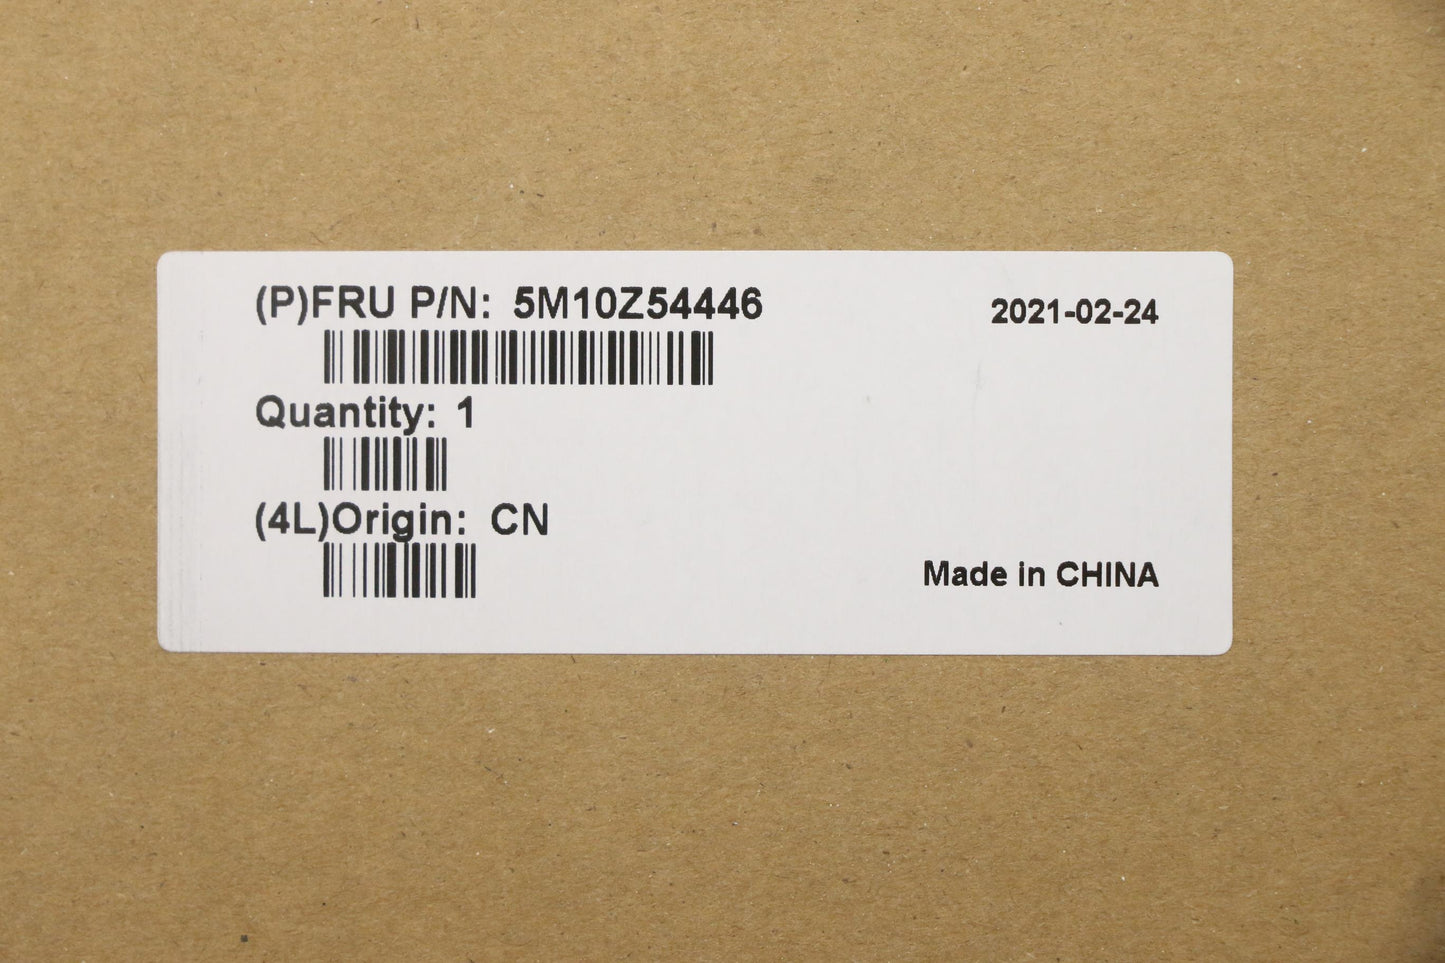 (P)FRU P/N: 5M10Z54446
2021-02-24
Quantity: 1
(4L)Origin: CN
Made in CHINA